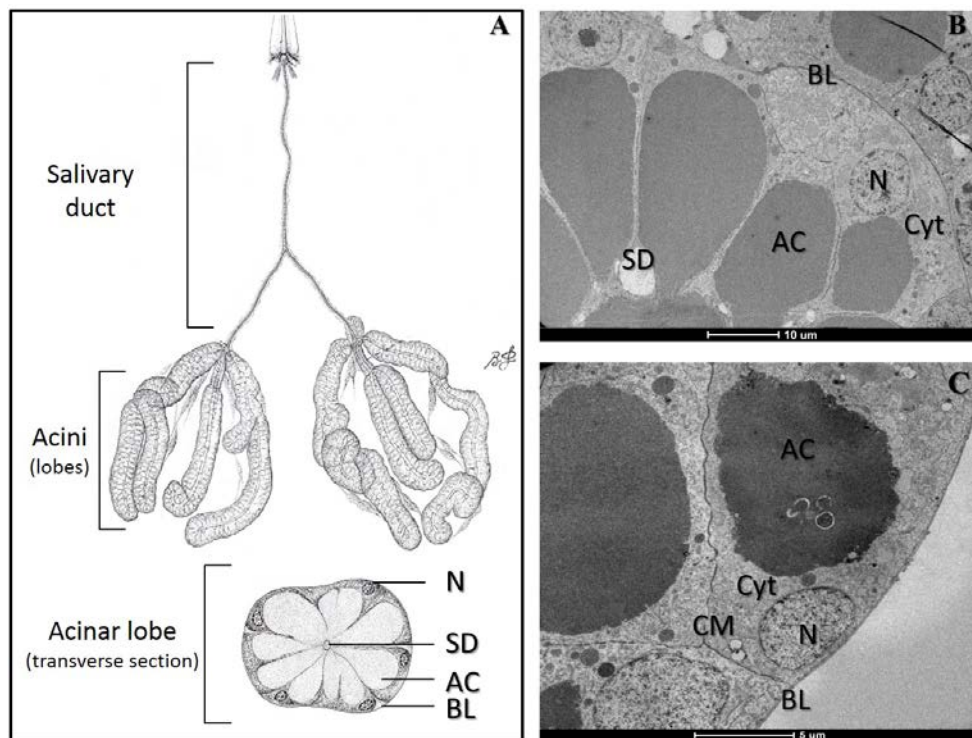 A
Salivary
duct
Acini
(lobes)
Acinar lobe
(transverse section)
N
SD
AC
BL
B
BL
N
Cyt
AC
SD
10 um
C
AC
Cyt
CM
N
BL
5 um